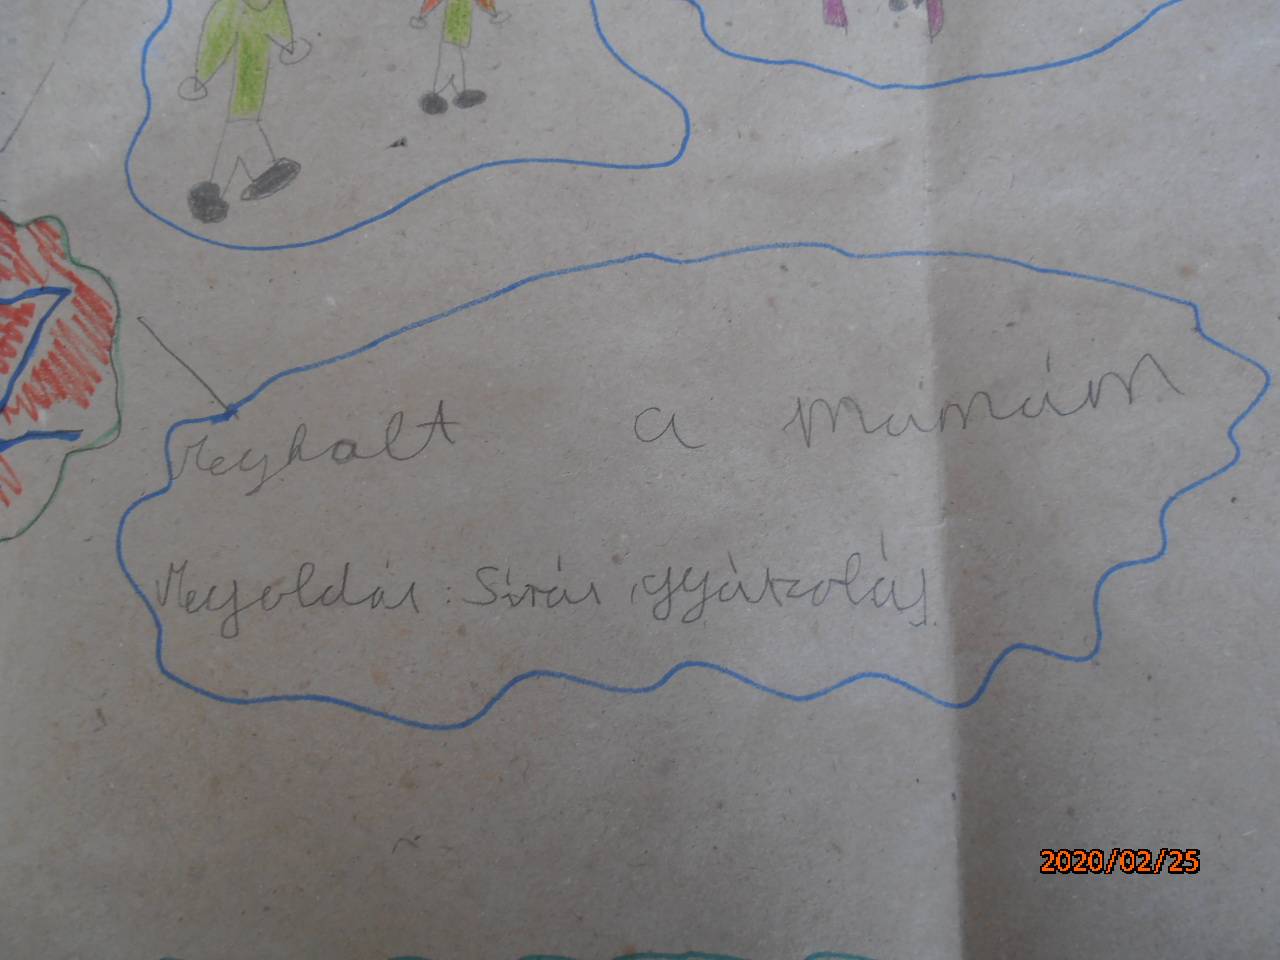 Meghalt a mamám
Megoldás: Sírás, gyászolás.
2020/02/25